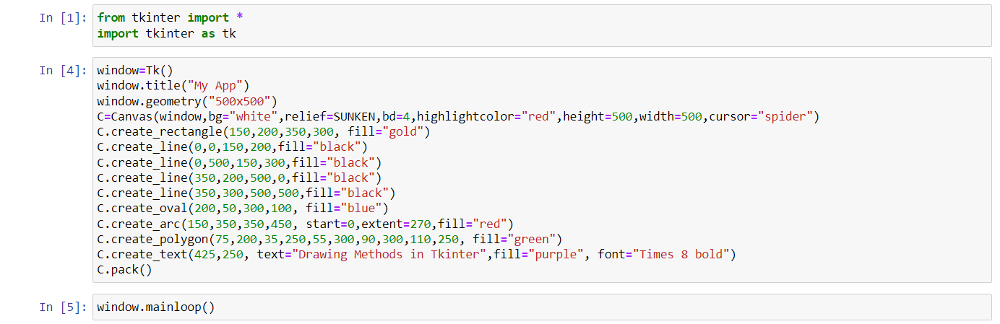 In [1]: from tkinter import *
import tkinter as tk
In [4]: window=Tk()
window.title("My App")
window.geometry("500x500")
C=Canvas(window,bg="white",relief=SUNKEN,bd=4,highlightcolor="red",height=500,width=500,cursor="spider")
C.create_rectangle(150,200,350,300, fill="gold")
C.create_line(0,0,150,200,fill="black")
C.create_line(0,500,150,300,fill="black")
C.create_line(350,200,500,0,fill="black")
C.create_line(350,300,500,500,fill="black")
C.create_oval(200,50,300,100, fill="blue")
C.create_arc(150,350,350,450, start=0,extent=270,fill="red")
C.create_polygon(75,200,35,250,55,300,90,300,110,250, fill="green")
C.create_text(425,250, text="Drawing Methods in Tkinter",fill="purple", font="Times 8 bold")
C.pack()
In [5]: window.mainloop()